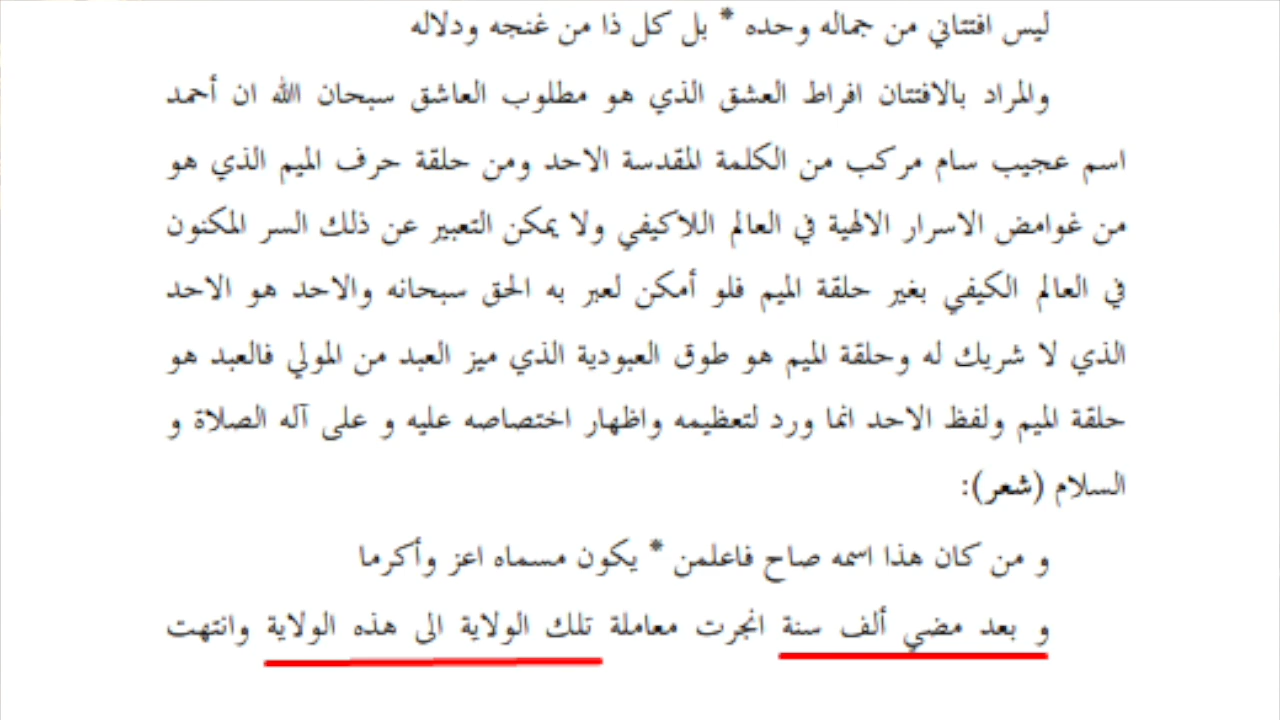 ليس افتتاني من جماله وحده * بل كل ذا من غنجه ودلاله
والمراد بالافتتان افراط العشق الذي هو مطلوب العاشق سبحان الله ان أحمد
اسم عجيب سام مركب من الكلمة المقدسة الاحد ومن حلقة حرف الميم الذي هو
من غوامض الاسرار الالهية في العالم اللاكيفي ولا يمكن التعبير عن ذلك السر المكنون
في العالم الكيفي بغير حلقة الميم فلو أمكن لعبر به الحق سبحانه والاحد هو الاحد
الذي لا شريك له وحلقة الميم هو طوق العبودية الذي ميز العبد من المولي فالعبد هو
حلقة الميم ولفظ الاحد انما ورد لتعظيمه واظهار اختصاصه عليه و على آله الصلاة و
السلام (شعر):
و من كان هذا اسمه صاح فاعلمن * يكون مسماه اعز وأكرما
و بعد مضي ألف سنة انجرت معاملة تلك الولاية الى هذه الولاية وانتهت